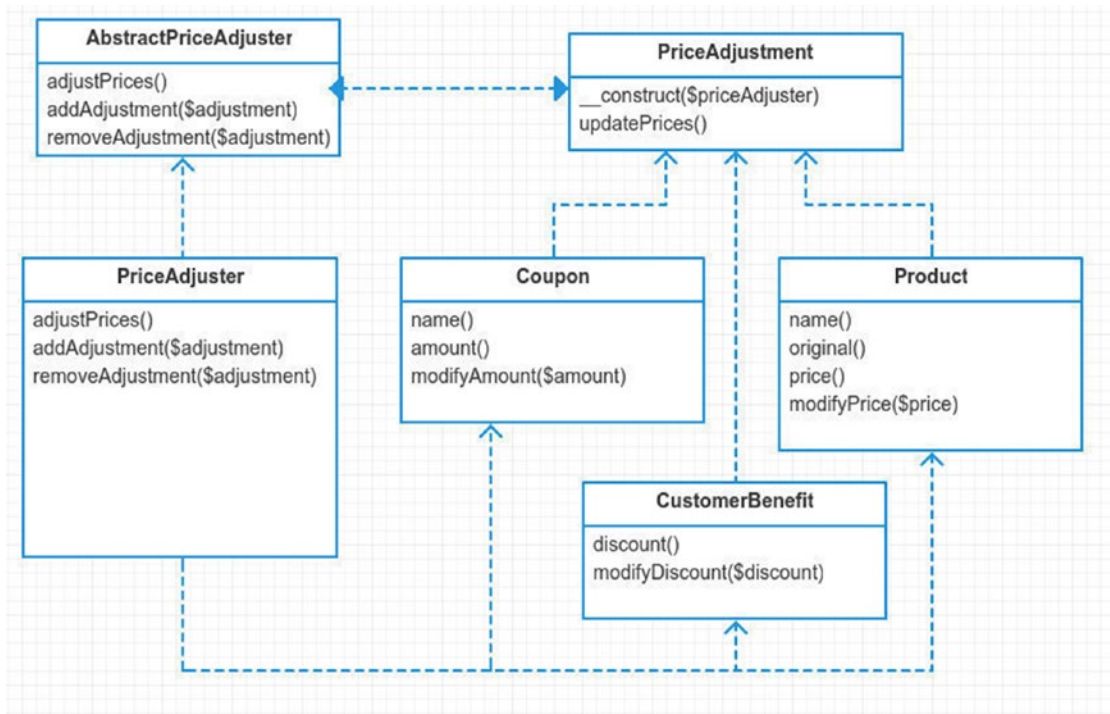 AbstractPriceAdjuster
adjustPrices()
addAdjustment($adjustment)
removeAdjustment($adjustment)
PriceAdjustment
__construct($priceAdjuster)
updatePrices()
PriceAdjuster
adjustPrices()
addAdjustment($adjustment)
removeAdjustment($adjustment)
Coupon
name()
amount()
modifyAmount($amount)
Product
name()
original()
price()
modifyPrice($price)
CustomerBenefit
discount()
modifyDiscount($discount)